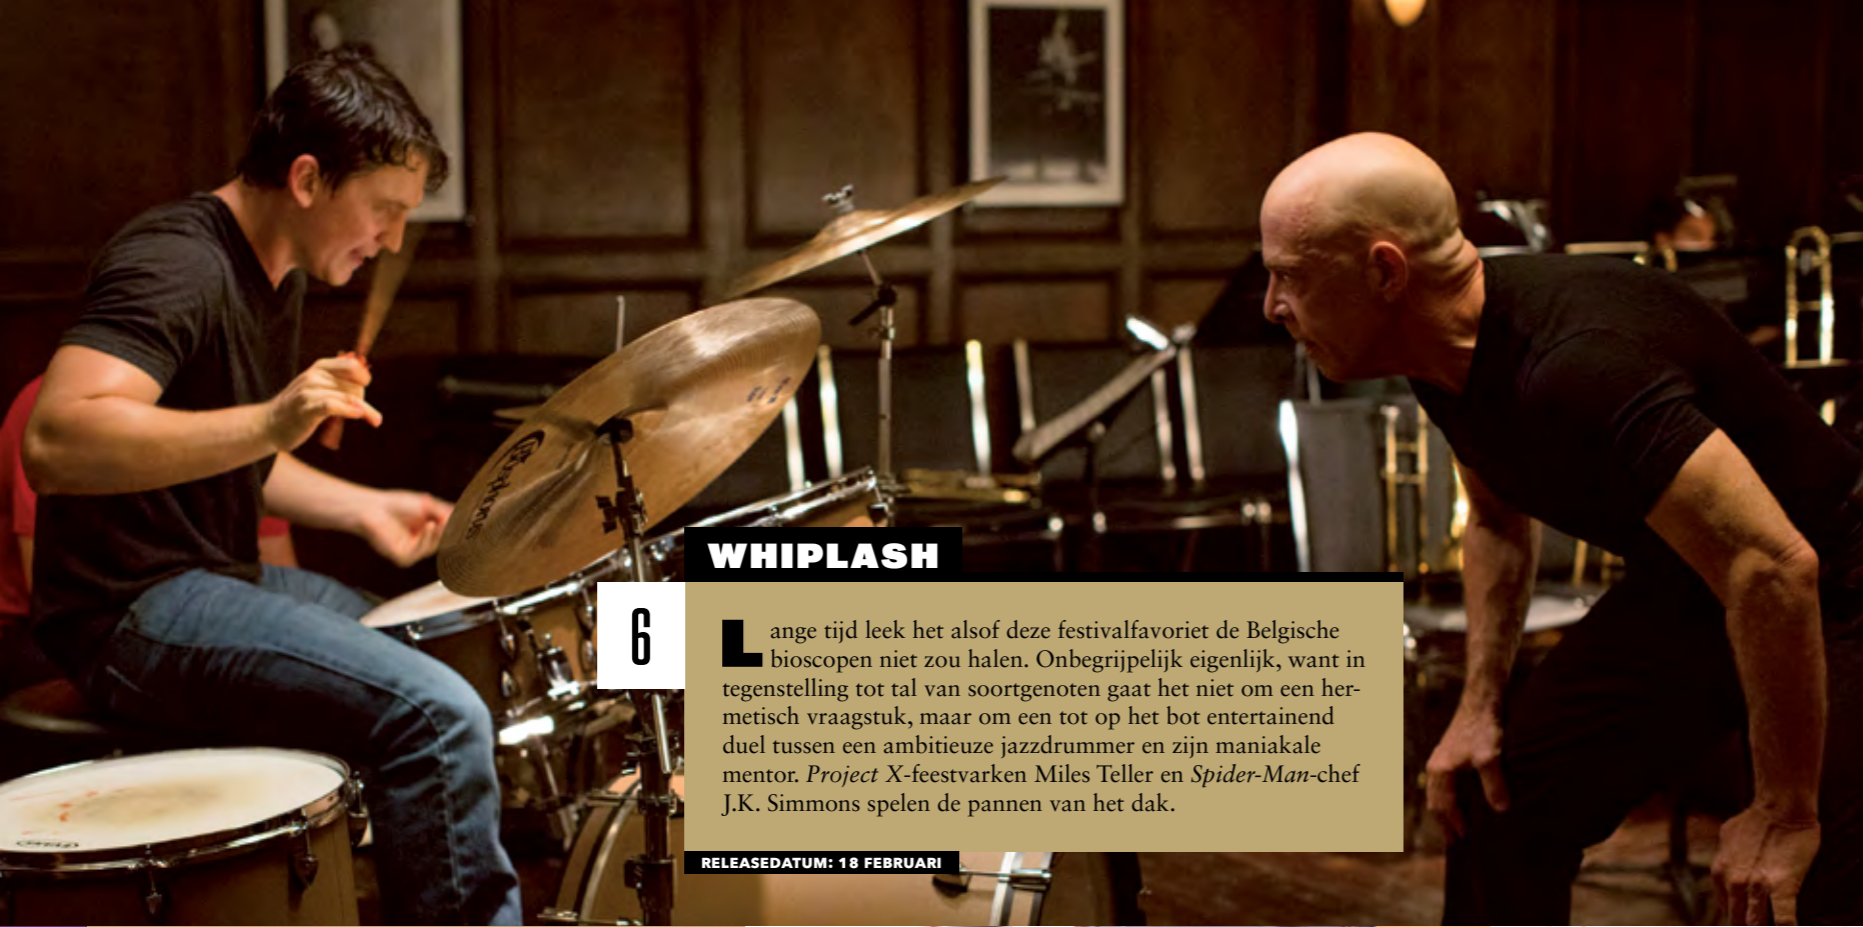 WHIPLASH
6
Lange tijd leek het alsof deze festivalfavoriet de Belgische
bioscopen niet zou halen. Onbegrijpelijk eigenlijk, want in
tegenstelling tot tal van soortgenoten gaat het niet om een her-
metisch vraagstuk, maar om een tot op het bot entertainend
duel tussen een ambitieuze jazzdrummer en zijn maniakale
mentor. Project X-feestvarken Miles Teller en Spider-Man-chef
J.K. Simmons spelen de pannen van het dak.
RELEASEDATUM: 18 FEBRUARI